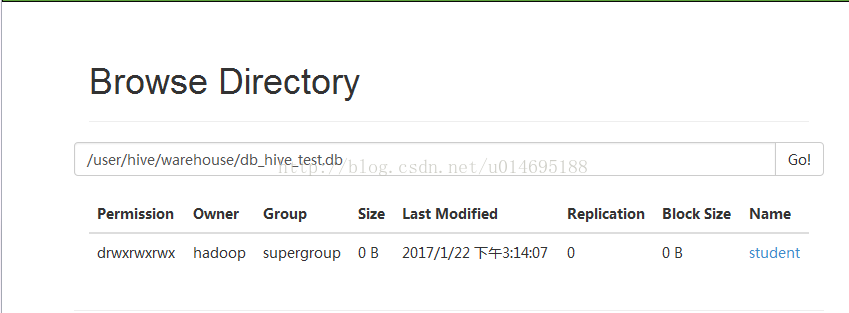 Browse Directory
/user/hive/warehouse/db_hive_test.db Go!
http://blog.csdn.net/u014695188
Permission Owner Group Size Last Modified Replication Block Size Name
drwxrwxrwx hadoop supergroup 0 B 2017/1/22 下午3:14:07 0 0 B student